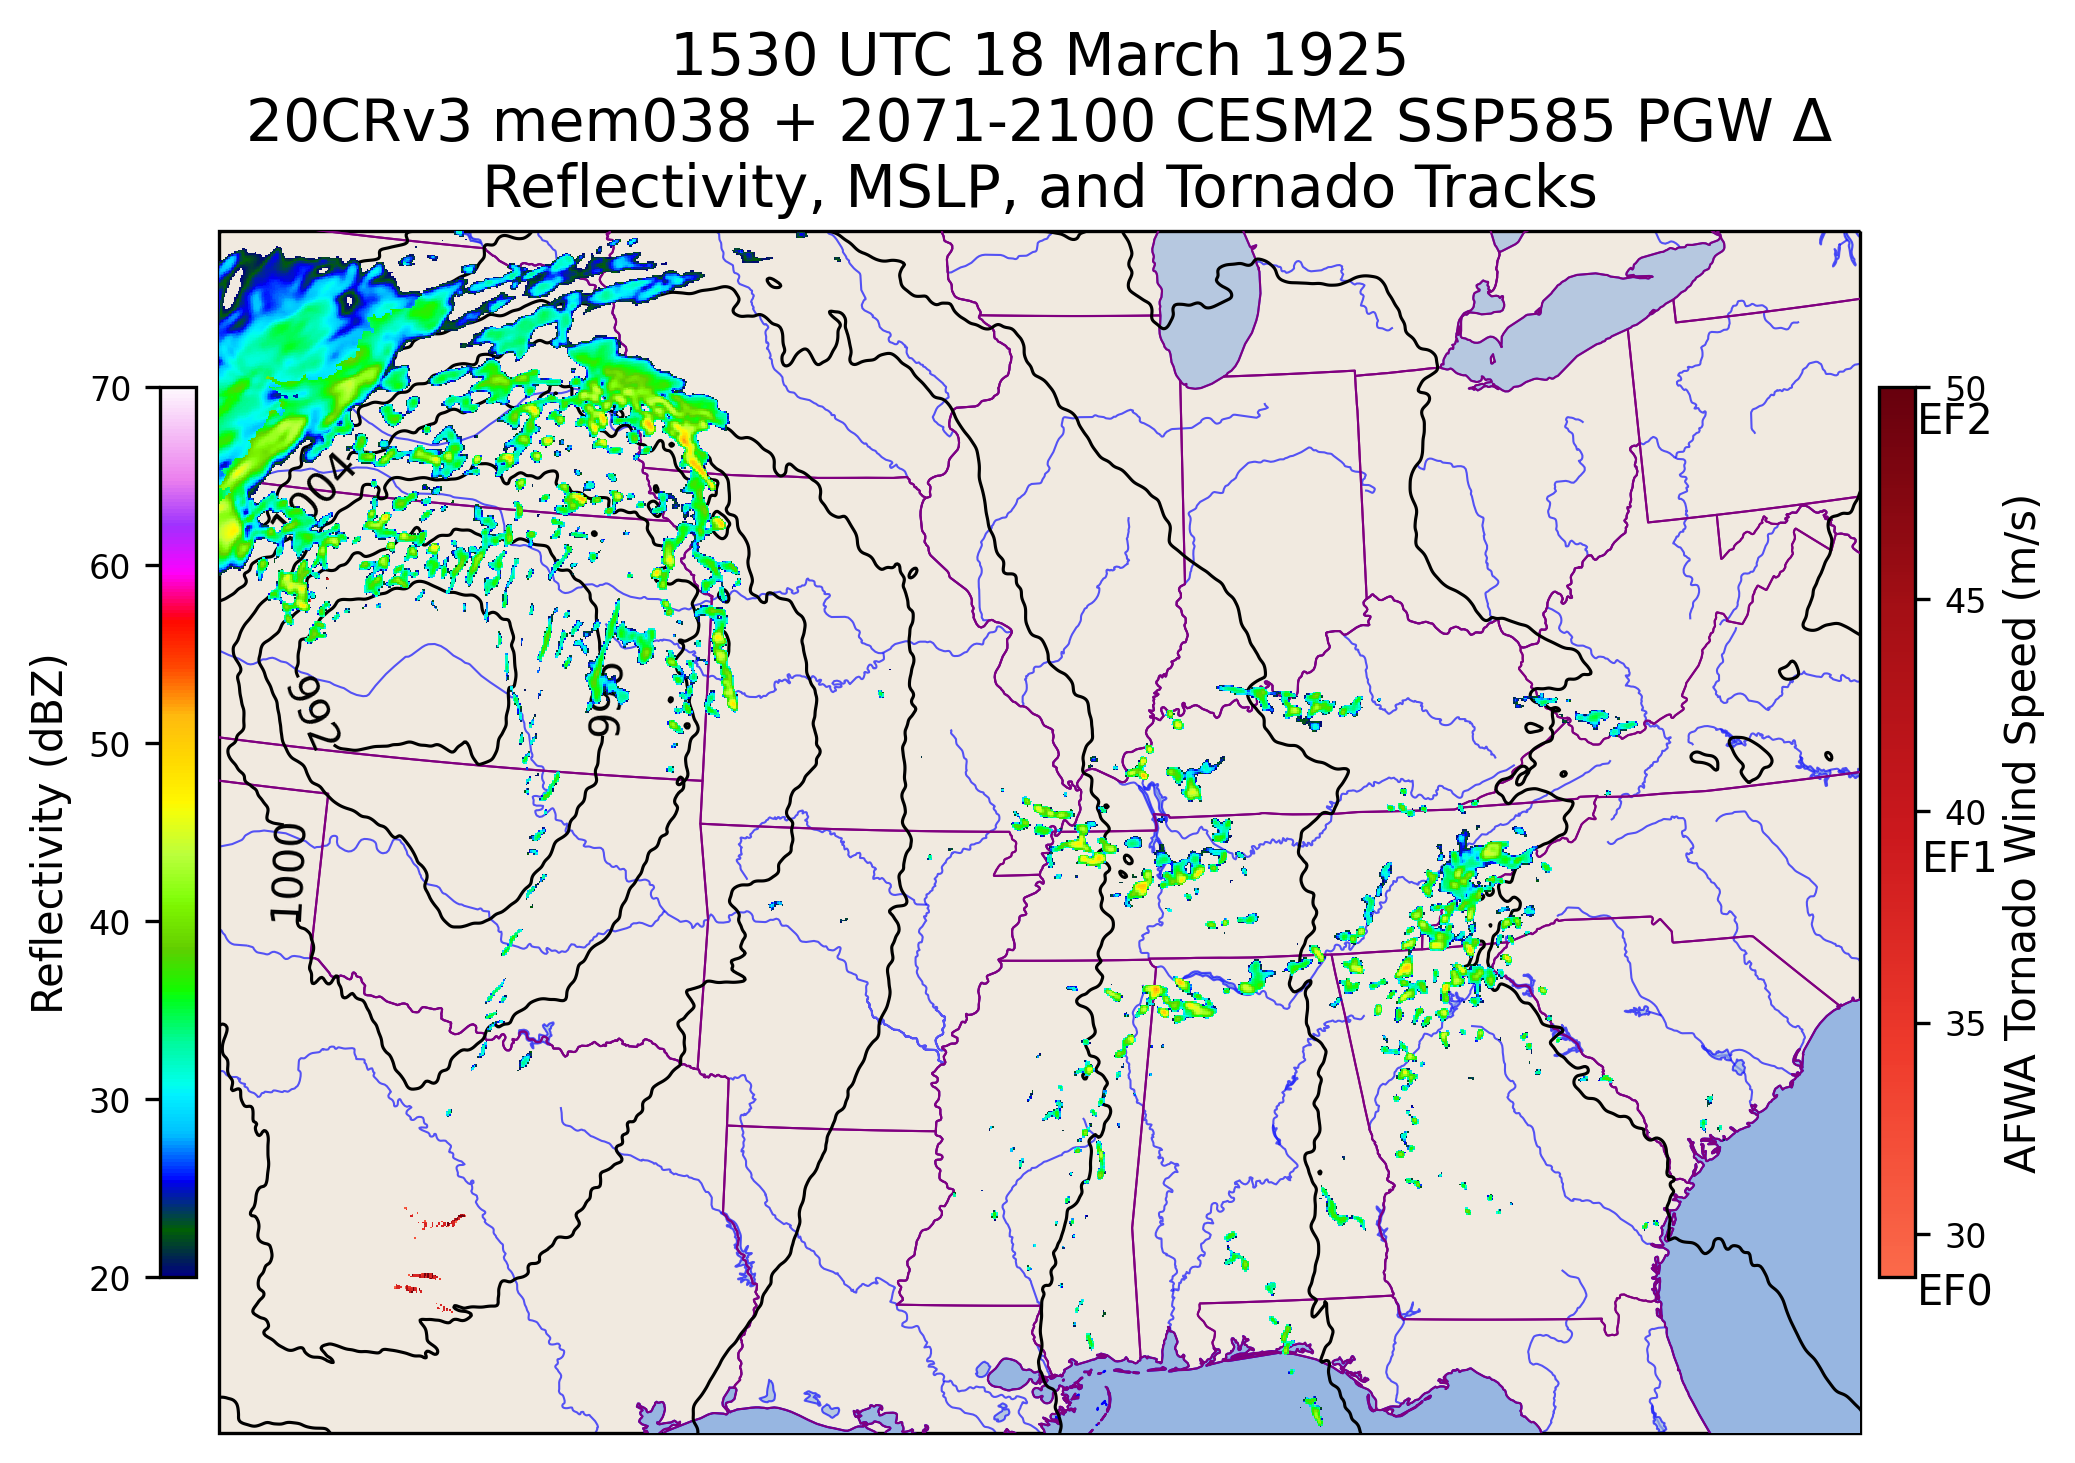 1530 UTC 18 March 1925
20CRv3 mem038 + 2071-2100 CESM2 SSP585 PGW Δ
Reflectivity, MSLP, and Tornado Tracks
Reflectivity (dBZ)
70
60
50
40
30
20
1004
992
996
1000
50
EF2
45
40
EF1
35
30
EF0
AFWA Tornado Wind Speed (m/s)